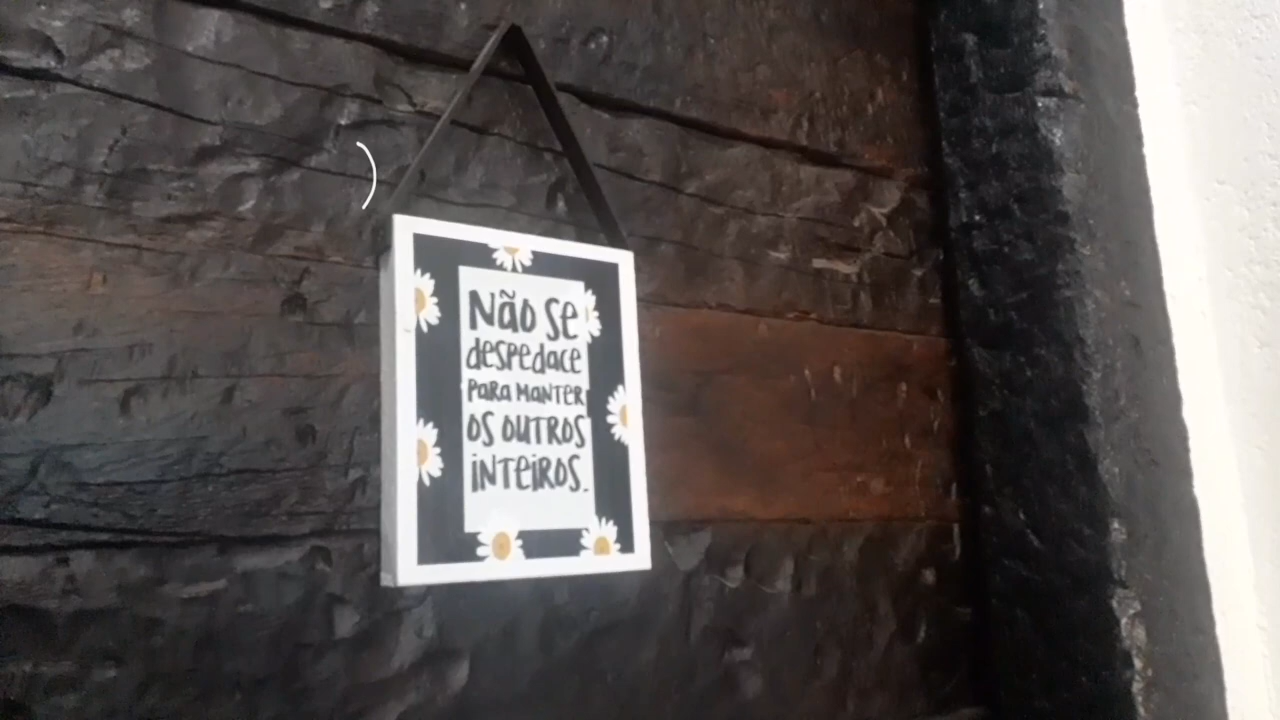 Não se
despedace
para manter
os outros
inteiros.